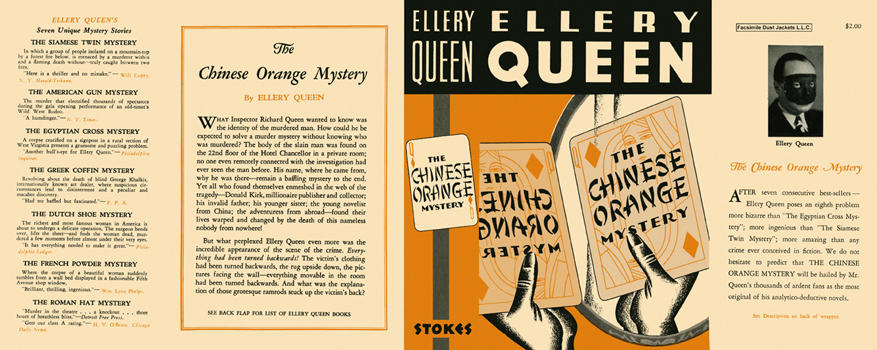 ELLERY QUEEN'S
Seven Unique Mystery Stories
THE SIAMESE TWIN MYSTERY
In which a group of people isolated on a mountain-top
by a forest fire below, is menaced by a murderer within
and a flaming death without—truly caught between two
fires.
"Here is a thriller and no mistake."— Will Cuppy,
N. Y. Herald-Tribune.
THE AMERICAN GUN MYSTERY
The murder that electrified thousands of spectators
during the gala opening performance of an old-timer's
Wild West Rodeo.
"A humdinger."— N. Y. Times.
THE EGYPTIAN CROSS MYSTERY
A corpse crucified on a signpost in a rural section of
West Virginia presents a gruesome and puzzling problem.
"Another bull's-eye for Ellery Queen."— Philadelphia
Inquirer.
THE GREEK COFFIN MYSTERY
Revolving about the death of blind George Khalkis,
internationally known art dealer, where suspicious cir-
cumstances lead to disinterment and a peculiar and
macabre discovery.
"Had me baffled but fascinated."— F. P. A.
THE DUTCH SHOE MYSTERY
The richest and most famous woman in America is
about to undergo a delicate operation. The surgeon bends
over, lifts the sheet—and finds the woman dead, mur-
dered a few moments before almost under their very eyes.
"It has everything needed to make it great."— Phila-
delphia Ledger.
THE FRENCH POWDER MYSTERY
Where the corpse of a beautiful woman suddenly
tumbles from a wall bed displayed in a fashionable Fifth
Avenue shop window.
"Brilliant, thrilling, ingenious."— Wm. Lyon Phelps.
THE ROMAN HAT MYSTERY
"Murder in the theatre . . . a knockout . . . three
hours of breathless bliss."—Detroit Free Press.
"Gets our class A rating."— H. V. O'Brien, Chicago
Daily News.
The
Chinese Orange Mystery
By ELLERY QUEEN
WHAT Inspector Richard Queen wanted to know was
the identity of the murdered man. How could he be
expected to solve a murder mystery without knowing who
was murdered? The body of the slain man was found on
the 22nd floor of the Hotel Chancellor in a private room;
no one even remotely connected with the investigation had
ever seen the man before. His name, where he came from,
why he was there—remain a baffling mystery to the end.
Yet all who found themselves enmeshed in the web of the
tragedy—Donald Kirk, millionaire publisher and collector;
his invalid father; his younger sister; the young novelist
from China; the adventuress from abroad—found their
lives warped and changed by the death of this nameless
nobody from nowhere!
But what perplexed Ellery Queen even more was the
incredible appearance of the scene of the crime. Every-
thing had been turned backwards! The victim's clothing
had been turned backwards, the rug upside down, the pic-
tures facing the wall—everything movable in the room
had been turned backwards. And what was the explana-
tion of those grotesque ramrods stuck up the victim's back?
SEE BACK FLAP FOR LIST OF ELLERY QUEEN BOOKS
ELLERY
QUEEN
THE
CHINESE
ORANGE
MYSTERY
STOKES
ELLERY
QUEEN
THE
CHINESE
ORANGE
MYSTERY
THE
CHINESE
ORANGE
MYSTERY
Facsimile Dust Jackets L.L.C.
$2.00
Ellery Queen
The Chinese Orange Mystery
AFTER seven consecutive best-sellers—
Ellery Queen poses an eighth problem
more bizarre than "The Egyptian Cross Mys-
tery"; more ingenious than "The Siamese
Twin Mystery"; more amazing than any
crime ever conceived in fiction. We do not
hesitate to predict that THE CHINESE
ORANGE MYSTERY will be hailed by Mr.
Queen's thousands of ardent fans as the most
original of his analytico-deductive novels.
See Description on back of wrapper.